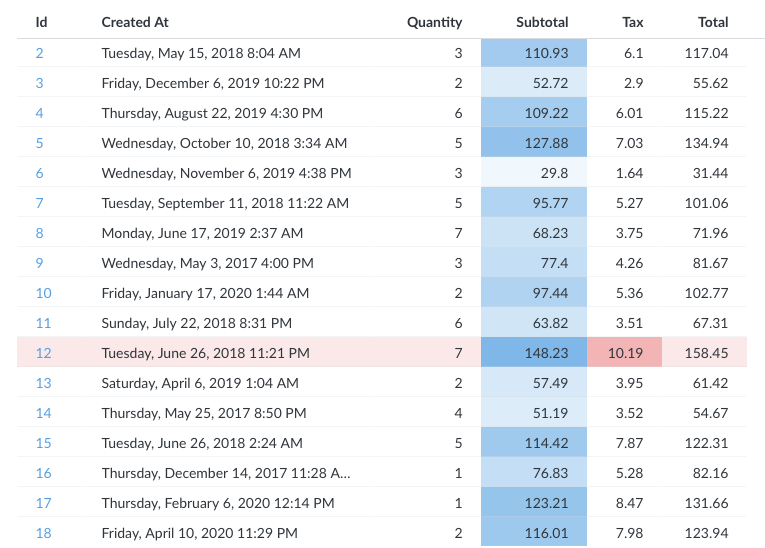 Id Created At Quantity Subtotal Tax Total
2 Tuesday, May 15, 2018 8:04 AM 3 110.93 6.1 117.04
3 Friday, December 6, 2019 10:22 PM 2 52.72 2.9 55.62
4 Thursday, August 22, 2019 4:30 PM 6 109.22 6.01 115.22
5 Wednesday, October 10, 2018 3:34 AM 5 127.88 7.03 134.94
6 Wednesday, November 6, 2019 4:38 PM 3 29.8 1.64 31.44
7 Tuesday, September 11, 2018 11:22 AM 5 95.77 5.27 101.06
8 Monday, June 17, 2019 2:37 AM 7 68.23 3.75 71.96
9 Wednesday, May 3, 2017 4:00 PM 3 77.4 4.26 81.67
10 Friday, January 17, 2020 1:44 AM 2 97.44 5.36 102.77
11 Sunday, July 22, 2018 8:31 PM 6 63.82 3.51 67.31
12 Tuesday, June 26, 2018 11:21 PM 7 148.23 10.19 158.45
13 Saturday, April 6, 2019 1:04 AM 2 57.49 3.95 61.42
14 Thursday, May 25, 2017 8:50 PM 4 51.19 3.52 54.67
15 Tuesday, June 26, 2018 2:24 AM 5 114.42 7.87 122.31
16 Thursday, December 14, 2017 11:28 A... 1 76.83 5.28 82.16
17 Thursday, February 6, 2020 12:14 PM 1 123.21 8.47 131.66
18 Friday, April 10, 2020 11:29 PM 2 116.01 7.98 123.94